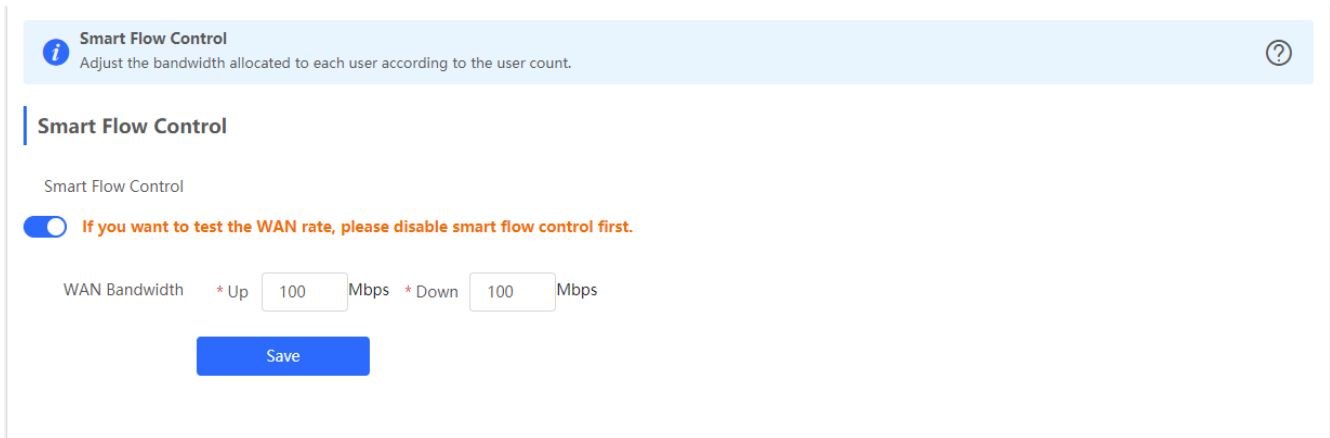 Smart Flow Control
Adjust the bandwidth allocated to each user according to the user count.
Smart Flow Control
Smart Flow Control
If you want to test the WAN rate, please disable smart flow control first.
WAN Bandwidth * Up 100 Mbps * Down 100 Mbps
Save